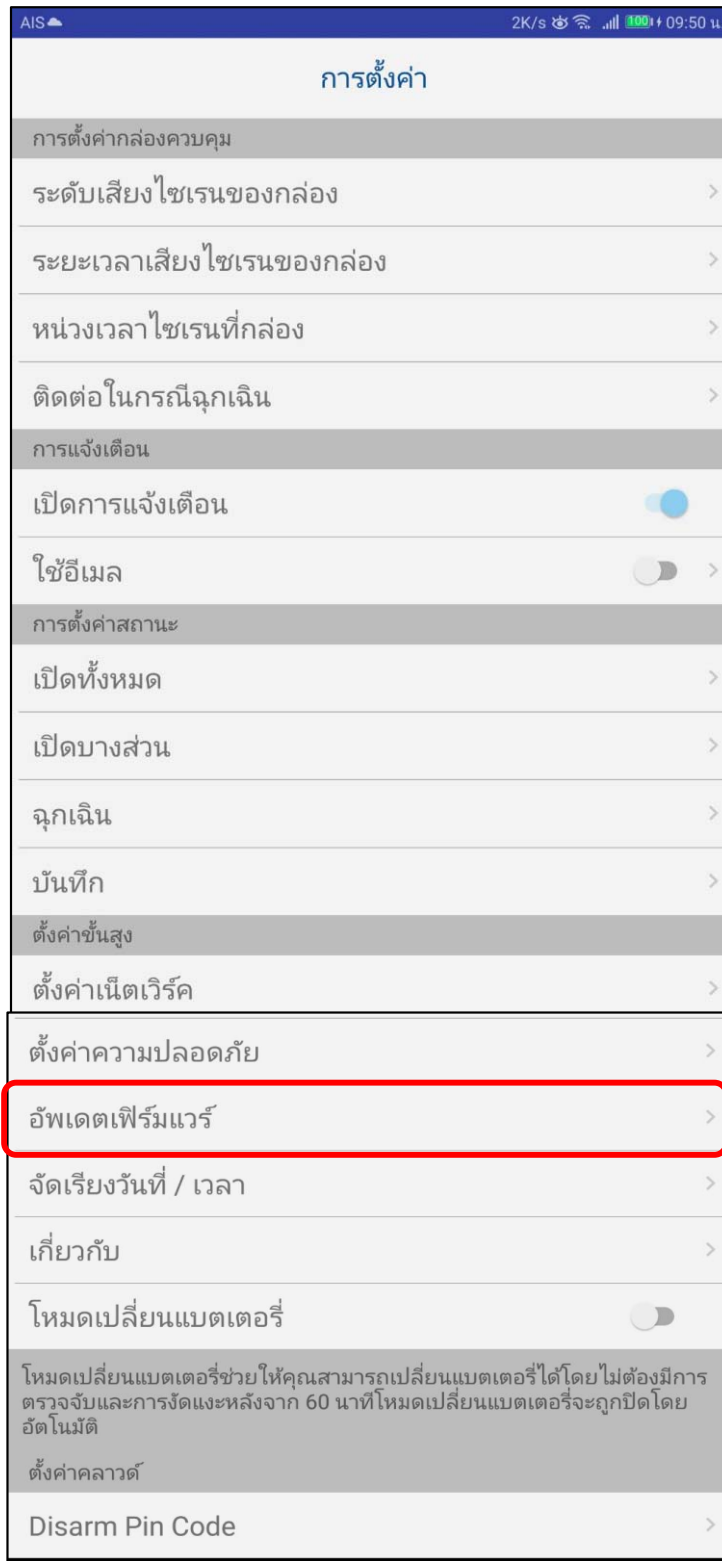 AIS
2K/s 100 09:50 น
การตั้งค่า
การตั้งค่ากล่องควบคุม
ระดับเสียงไซเรนของกล่อง
ระยะเวลาเสียงไซเรนของกล่อง
หน่วงเวลาไซเรนที่กล่อง
ติดต่อในกรณีฉุกเฉิน
การแจ้งเตือน
เปิดการแจ้งเตือน
ใช้อีเมล
การตั้งค่าสถานะ
เปิดทั้งหมด
เปิดบางส่วน
ฉุกเฉิน
บันทึก
ตั้งค่าขั้นสูง
ตั้งค่าเน็ตเวิร์ค
ตั้งค่าความปลอดภัย
อัพเดตเฟิร์มแวร์
จัดเรียงวันที่ / เวลา
เกี่ยวกับ
โหมดเปลี่ยนแบตเตอรี่
โหมดเปลี่ยนแบตเตอรี่ช่วยให้คุณสามารถเปลี่ยนแบตเตอรี่ได้โดยไม่ต้องมีการ
ตรวจจับและการงัดแงะหลังจาก 60 นาทีโหมดเปลี่ยนแบตเตอรี่จะถูกปิดโดย
อัตโนมัติ
ตั้งค่าคลาวด์
Disarm Pin Code